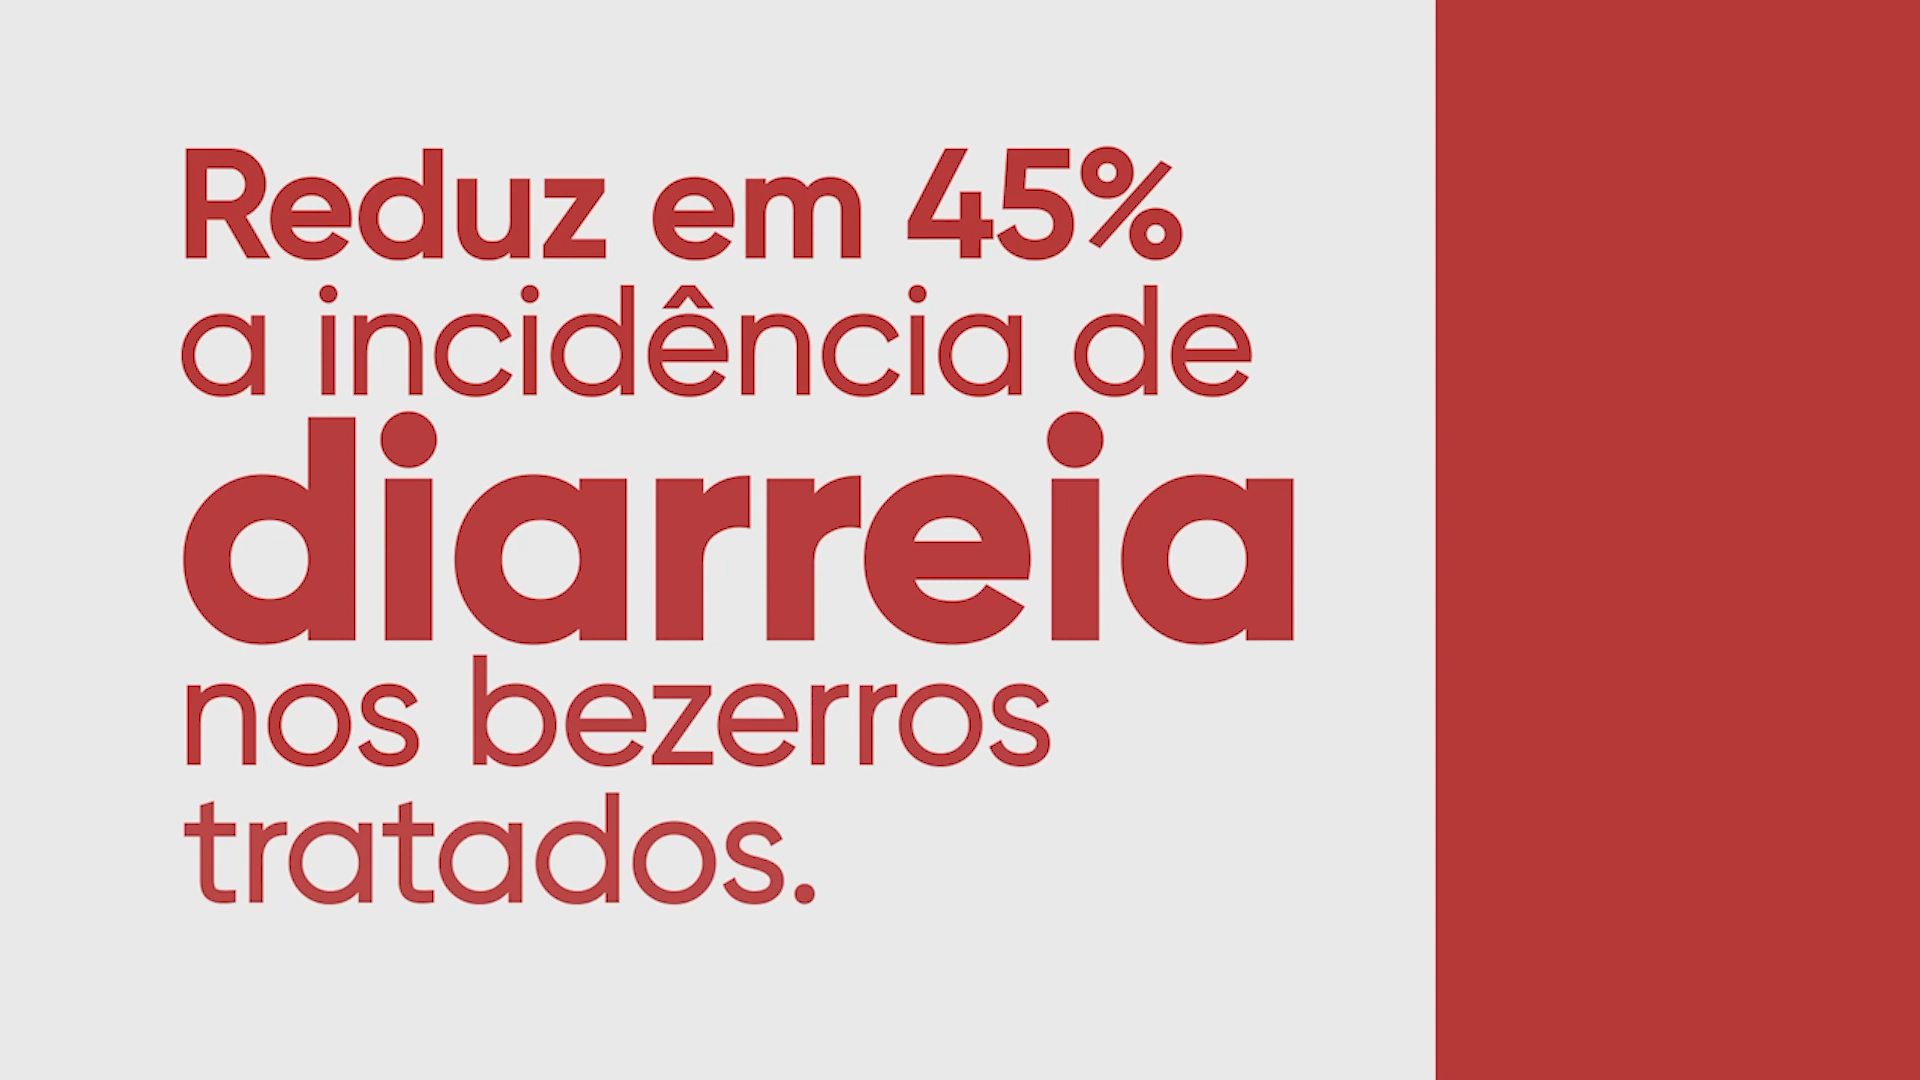 Reduz em 45%
a incidência de
diarreia
nos bezerros
tratados.